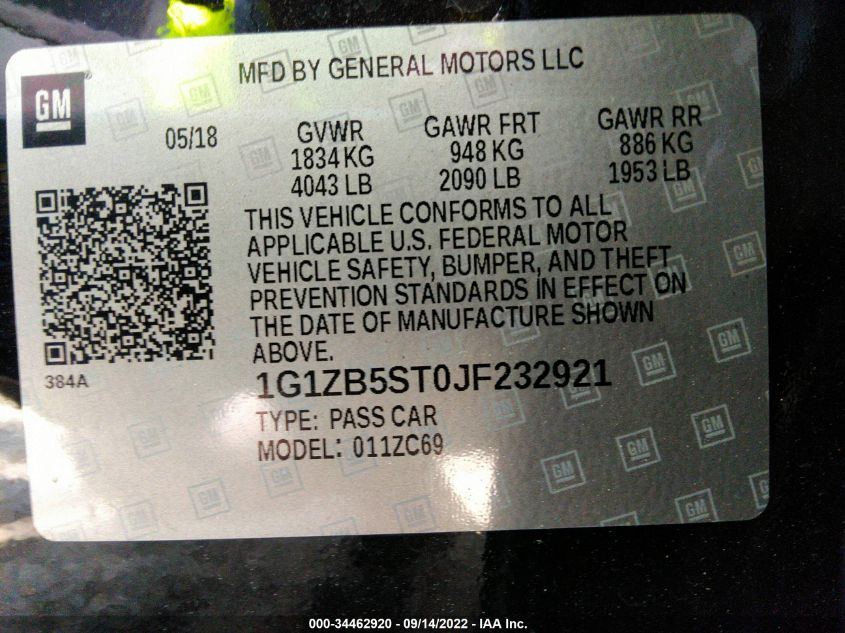 MFD BY GENERAL MOTORS LLC
GM
05/18
GVWR GAWR FRT GAWR RR
1834 KG 948 KG 886 KG
4043 LB 2090 LB 1953 LB
THIS VEHICLE CONFORMS TO ALL
APPLICABLE U.S. FEDERAL MOTOR
VEHICLE SAFETY, BUMPER, AND THEFT
PREVENTION STANDARDS IN EFFECT ON
THE DATE OF MANUFACTURE SHOWN
ABOVE.
384A
1G1ZB5ST0JF232921
TYPE: PASS CAR
MODEL: 011ZC69
000-34462920 - 09/14/2022 - IAA Inc.